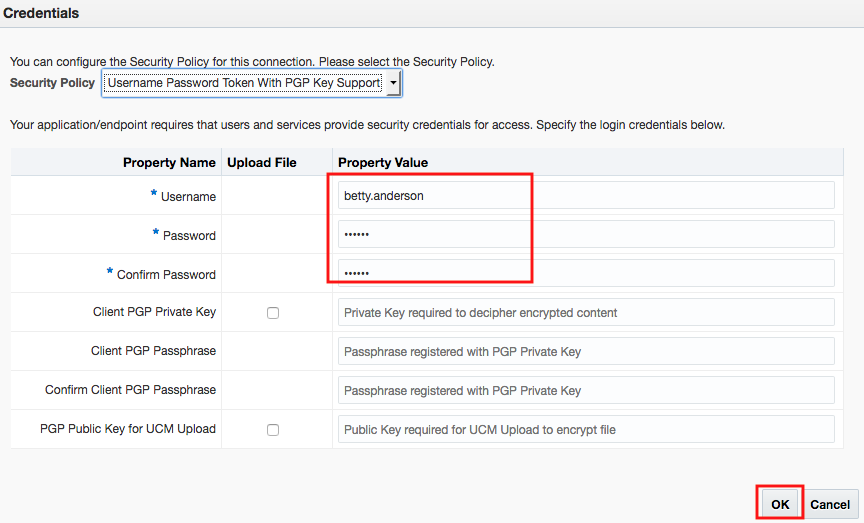 Credentials
You can configure the Security Policy for this connection. Please select the Security Policy.
Security Policy Username Password Token With PGP Key Support
Your application/endpoint requires that users and services provide security credentials for access. Specify the login credentials below.
Property Name Upload File Property Value
* Username betty.anderson
* Password ••••••
* Confirm Password ••••••
Client PGP Private Key Private Key required to decipher encrypted content
Client PGP Passphrase Passphrase registered with PGP Private Key
Confirm Client PGP Passphrase Passphrase registered with PGP Private Key
PGP Public Key for UCM Upload Public Key required for UCM Upload to encrypt file
OK Cancel